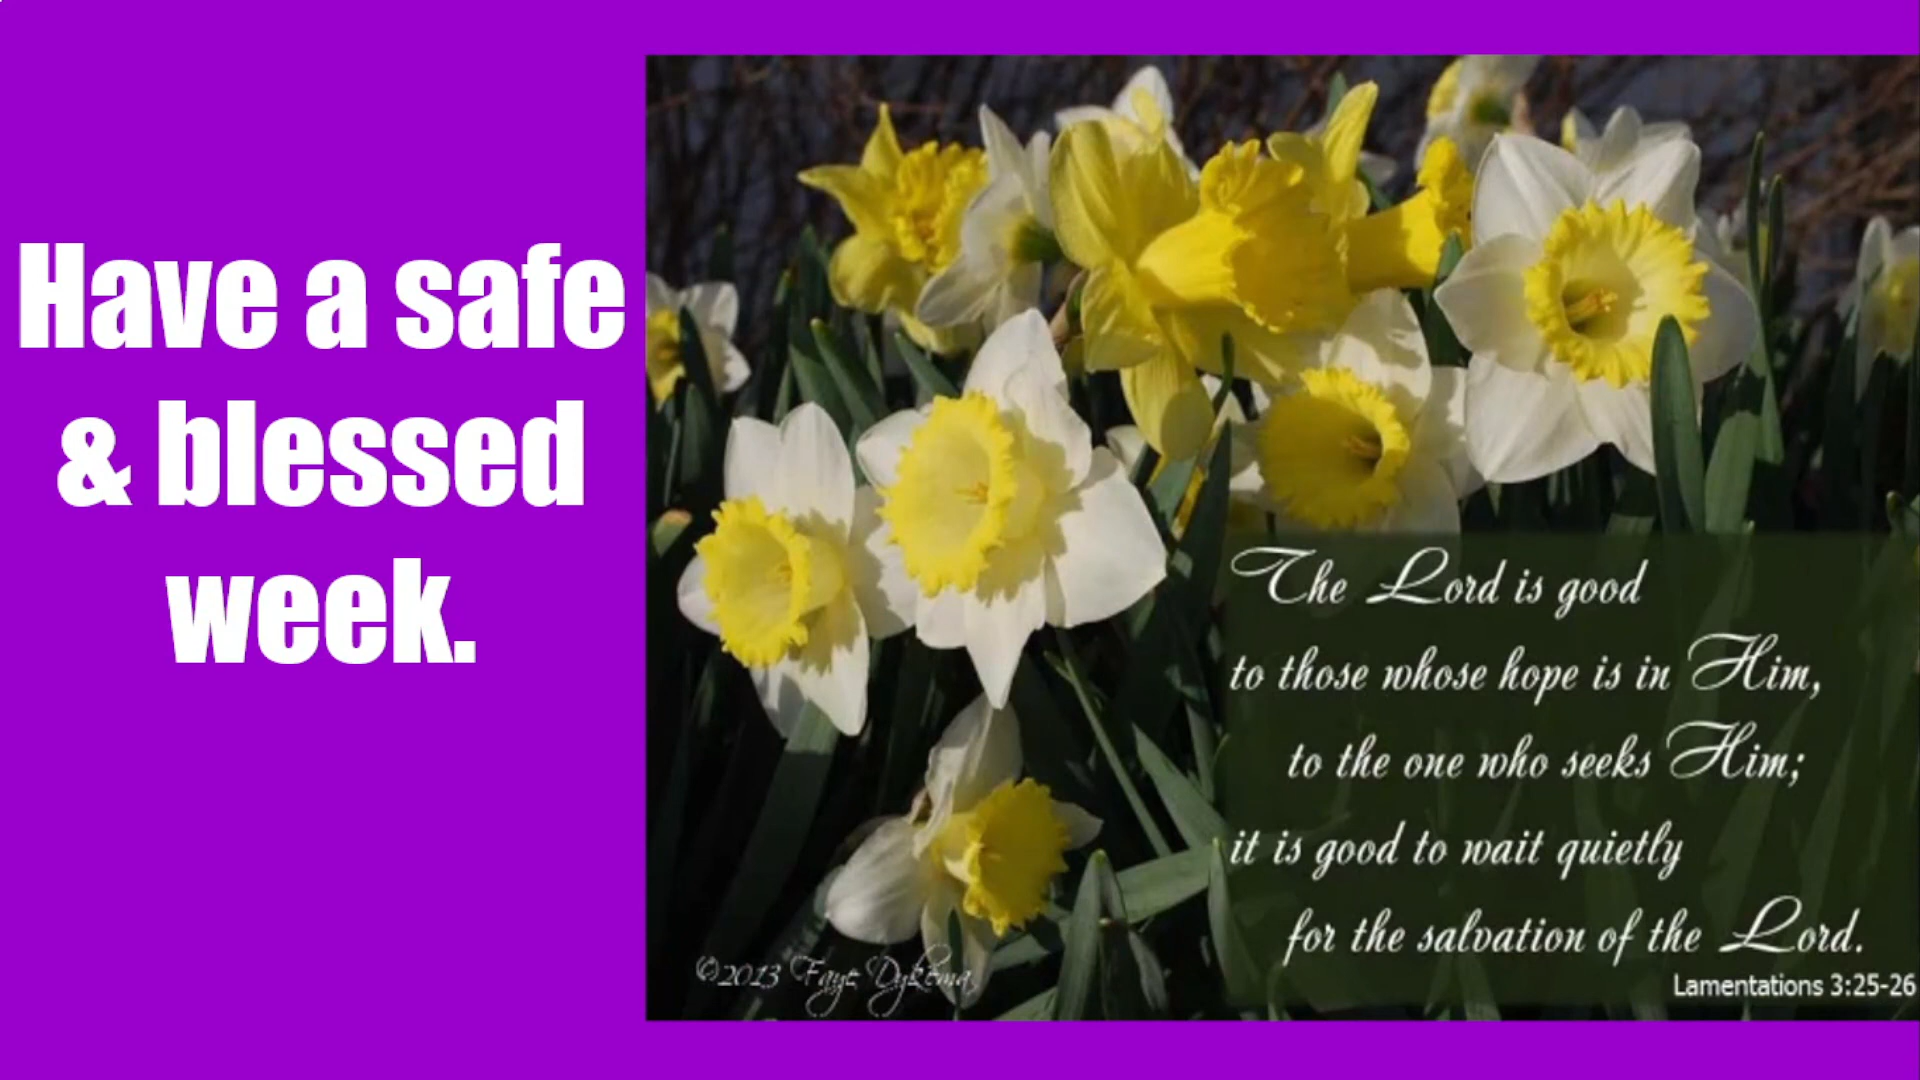 Have a safe
& blessed
week.
The Lord is good
to those whose hope is in Him,
to the one who seeks Him;
it is good to wait quietly
for the salvation of the Lord.
Lamentations 3:25-26
©2013 Faye Dykema